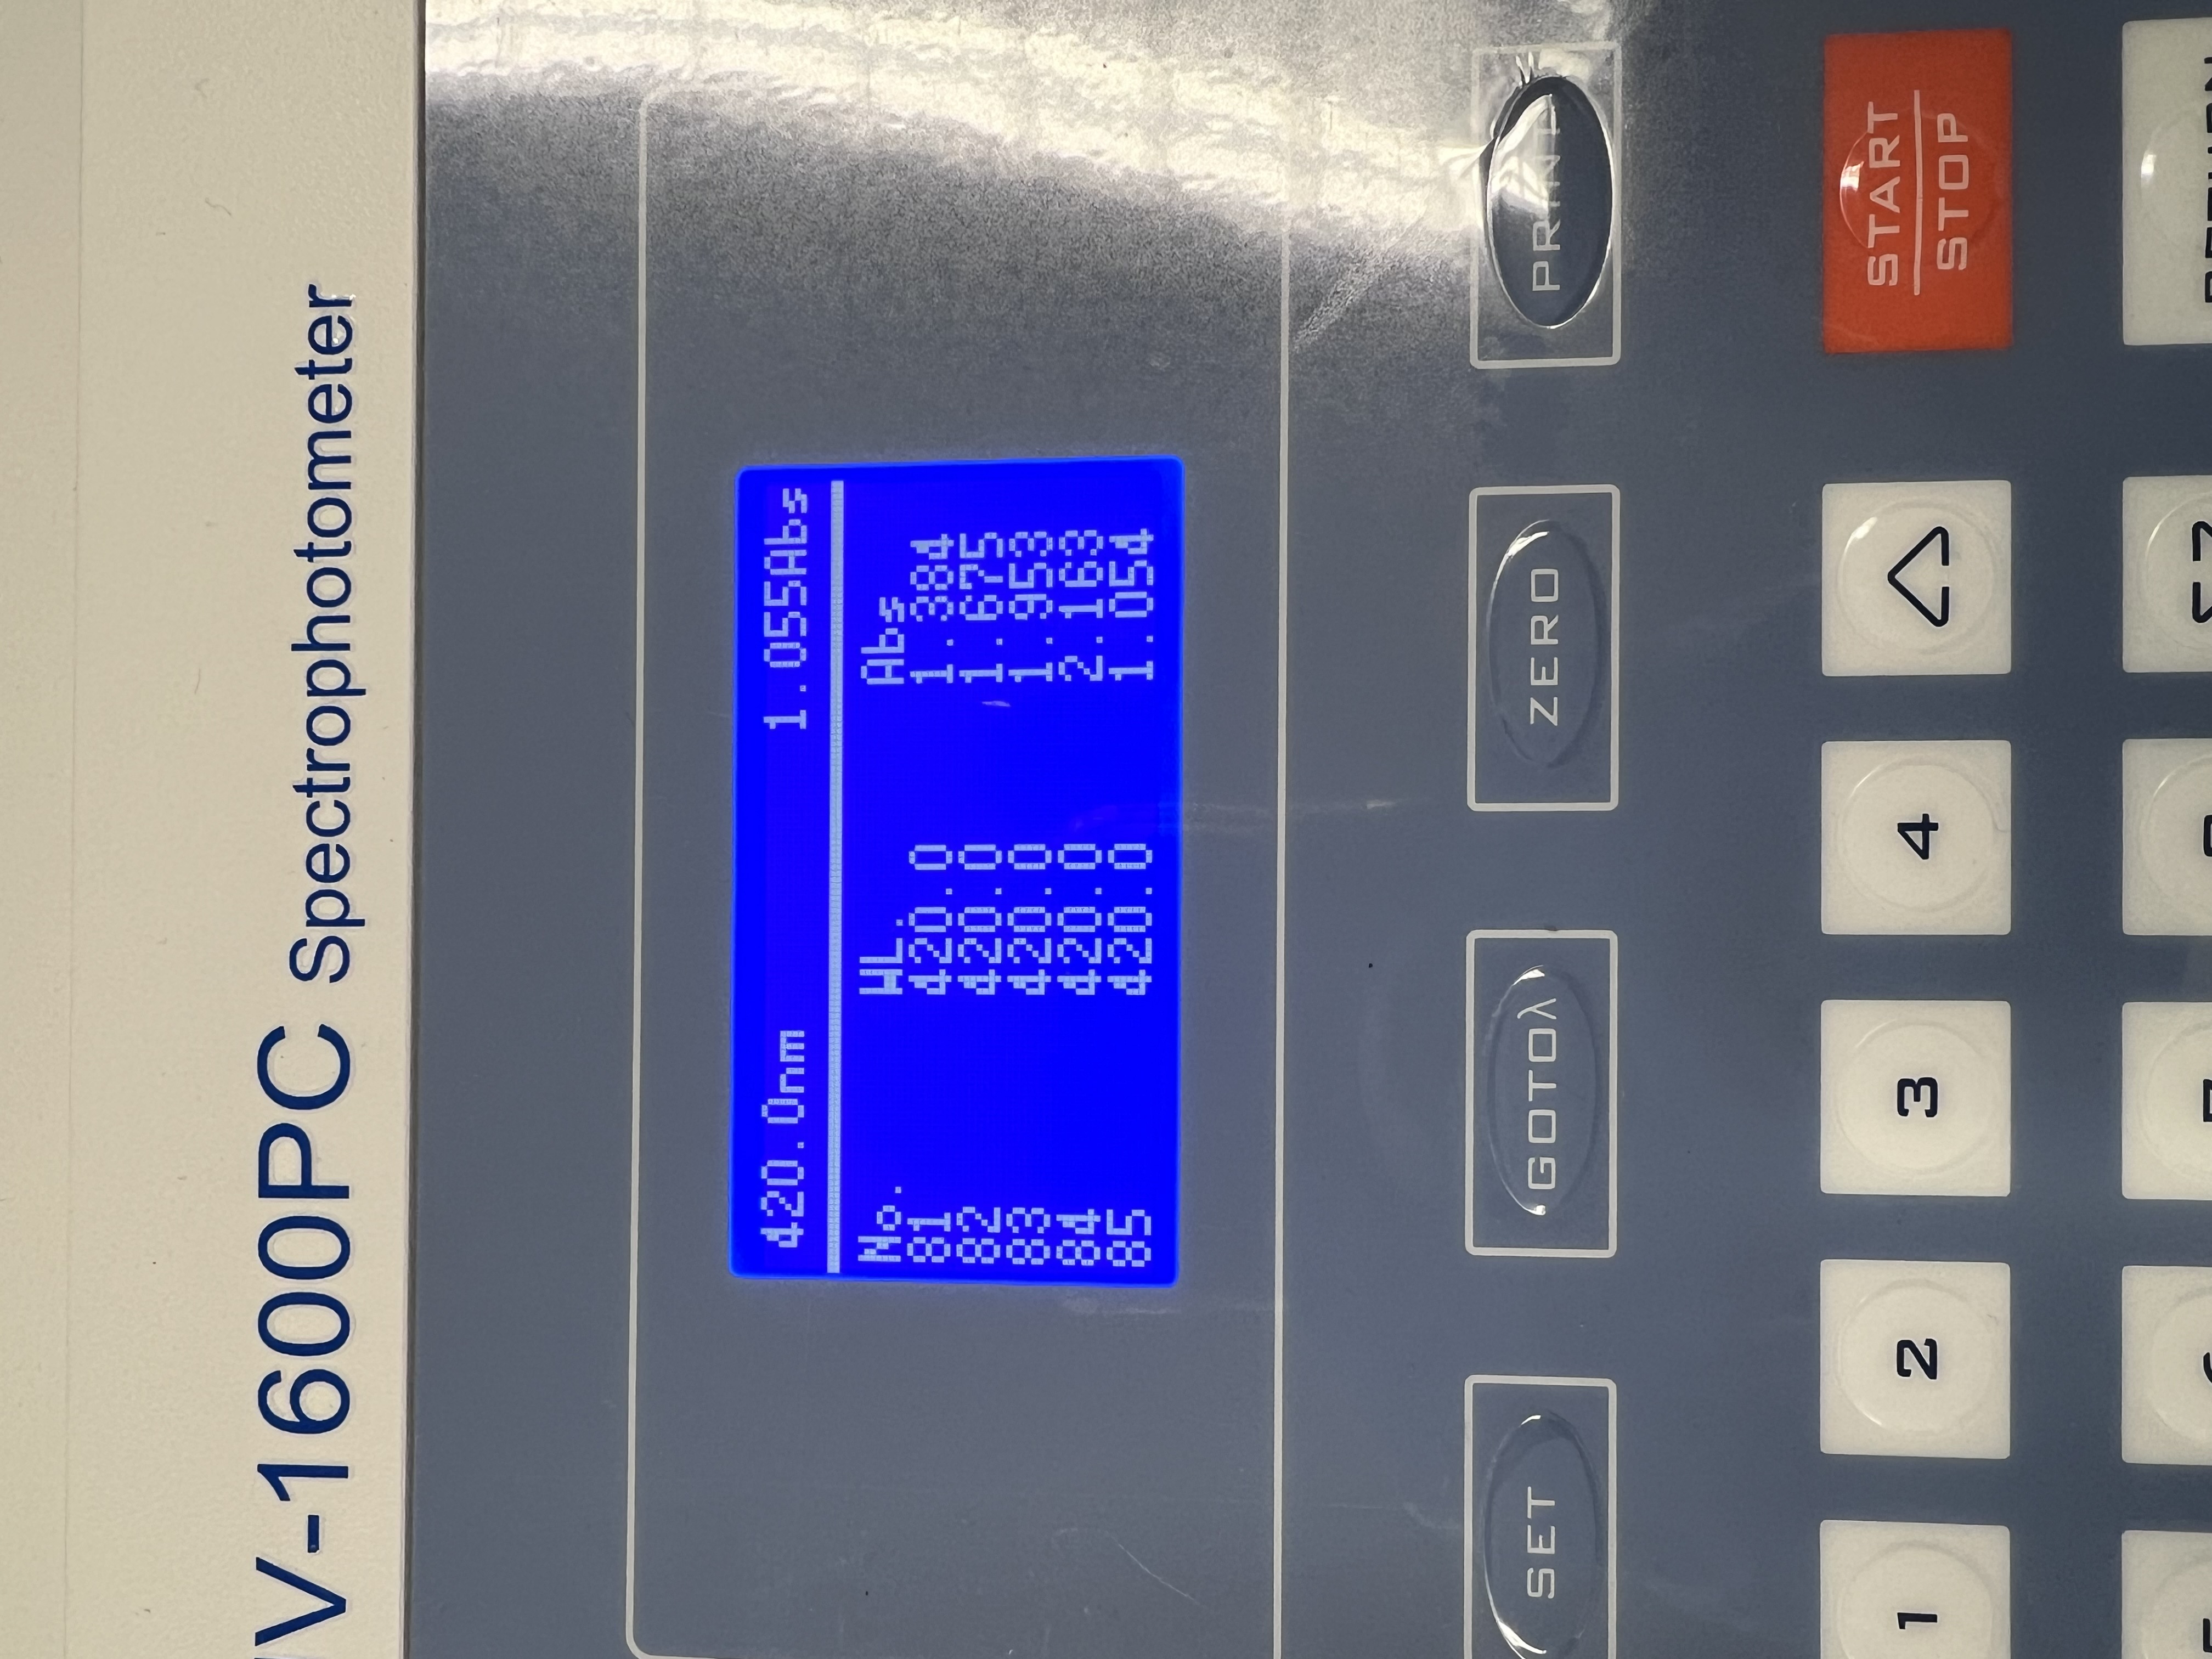 UV-1600PC Spectrophotometer
420.0nm 1.055Abs
No. WL. Abs
81 420.0 1.384
82 420.0 1.675
83 420.0 1.953
84 420.0 2.163
85 420.0 1.054
SET GOTOλ ZERO PRINT
1 2 3 4 START
STOP